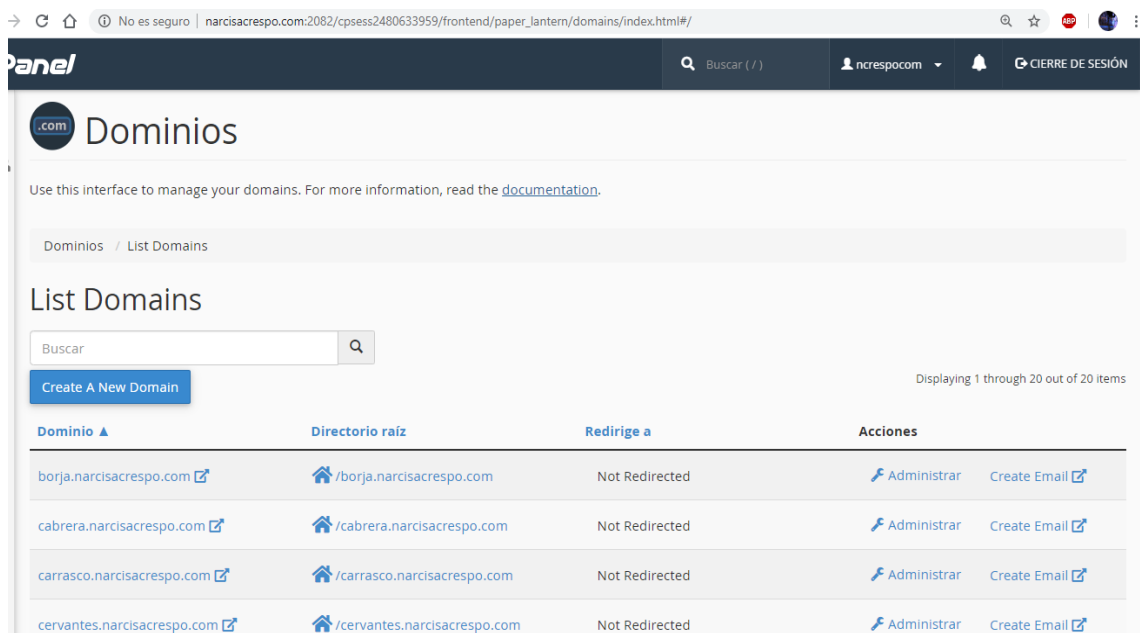 No es seguro | narcisacrespo.com:2082/cpsess2480633959/frontend/paper_lantern/domains/index.html#/
ABP
Panel
Buscar ( / )
ncrespocom
CIERRE DE SESIÓN
.com
Dominios
Use this interface to manage your domains. For more information, read the documentation.
Dominios / List Domains
List Domains
Buscar
Create A New Domain
Displaying 1 through 20 out of 20 items
Dominio ▲ Directorio raíz Redirige a Acciones
borja.narcisacrespo.com /borja.narcisacrespo.com Not Redirected Administrar Create Email
cabrera.narcisacrespo.com /cabrera.narcisacrespo.com Not Redirected Administrar Create Email
carrasco.narcisacrespo.com /carrasco.narcisacrespo.com Not Redirected Administrar Create Email
cervantes.narcisacrespo.com /cervantes.narcisacrespo.com Not Redirected Administrar Create Email